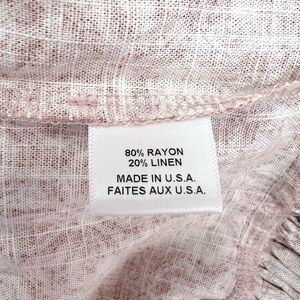 80% RAYON
20% LINEN
MADE IN U.S.A.
FAITES AUX U.S.A.